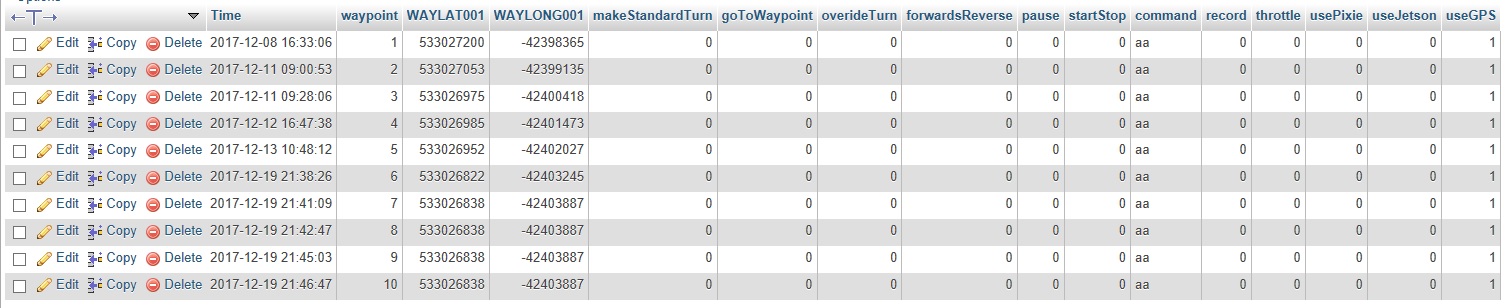 Options
←T→ Time waypoint WAYLAT001 WAYLONG001 makeStandardTurn goToWaypoint overideTurn forwardsReverse pause startStop command record throttle usePixie useJetson useGPS
Edit Copy Delete 2017-12-08 16:33:06 1 533027200 -42398365 0 0 0 0 0 0 aa 0 0 0 0 1
Edit Copy Delete 2017-12-11 09:00:53 2 533027053 -42399135 0 0 0 0 0 0 aa 0 0 0 0 1
Edit Copy Delete 2017-12-11 09:28:06 3 533026975 -42400418 0 0 0 0 0 0 aa 0 0 0 0 1
Edit Copy Delete 2017-12-12 16:47:38 4 533026985 -42401473 0 0 0 0 0 0 aa 0 0 0 0 1
Edit Copy Delete 2017-12-13 10:48:12 5 533026952 -42402027 0 0 0 0 0 0 aa 0 0 0 0 1
Edit Copy Delete 2017-12-19 21:38:26 6 533026822 -42403245 0 0 0 0 0 0 aa 0 0 0 0 1
Edit Copy Delete 2017-12-19 21:41:09 7 533026838 -42403887 0 0 0 0 0 0 aa 0 0 0 0 1
Edit Copy Delete 2017-12-19 21:42:47 8 533026838 -42403887 0 0 0 0 0 0 aa 0 0 0 0 1
Edit Copy Delete 2017-12-19 21:45:03 9 533026838 -42403887 0 0 0 0 0 0 aa 0 0 0 0 1
Edit Copy Delete 2017-12-19 21:46:47 10 533026838 -42403887 0 0 0 0 0 0 aa 0 0 0 0 1